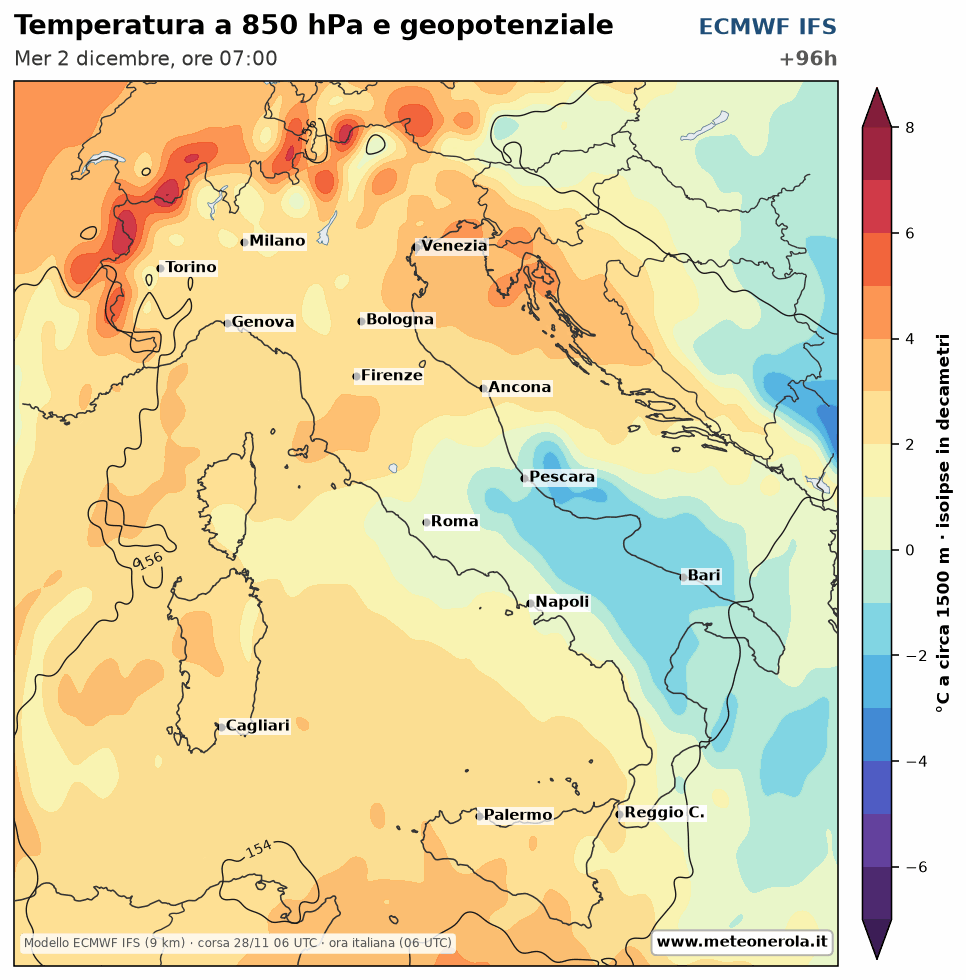 Temperatura a 850 hPa e geopotenziale
ECMWF IFS
Mer 2 dicembre, ore 07:00
+96h
Milano
Venezia
Torino
Genova
Bologna
Firenze
Ancona
Pescara
Roma
156
Bari
Napoli
Cagliari
Palermo
Reggio C.
154
Modello ECMWF IFS (9 km) · corsa 28/11 06 UTC · ora italiana (06 UTC)
www.meteonerola.it
8
6
4
2
0
−2
−4
−6
°C a circa 1500 m · isoipse in decametri